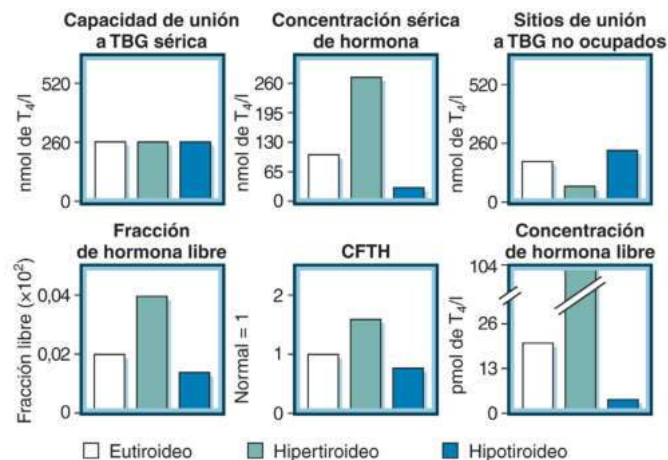 Capacidad de unión
a TBG sérica
nmol de T₄/l
520
260
0
Concentración sérica
de hormona
nmol de T₄/l
260
195
130
65
0
Sitios de unión
a TBG no ocupados
nmol de T₄/l
520
260
0
Fracción
de hormona libre
Fracción libre (×10²)
0,04
0,02
0
CFTH
Normal = 1
2
1
0
Concentración
de hormona libre
pmol de T₄/l
104
26
13
0
Eutiroideo
Hipertiroideo
Hipotiroideo